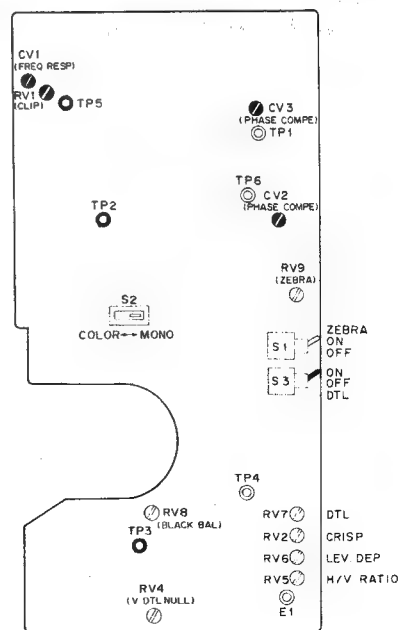 CV1
(FREQ RESP)
RV1
(CLIP)
TP5
CV3
(PHASE COMPE)
TP1
TP6
CV2
(PHASE COMPE)
TP2
RV9
(ZEBRA)
S2
COLOR↔MONO
S1
ZEBRA
ON
OFF
S3
ON
OFF
DTL
TP4
RV8
(BLACK BAL)
TP3
RV7 DTL
RV2 CRISP
RV6 LEV. DEP
RV5 H/V RATIO
RV4
(V DTL NULL)
E1